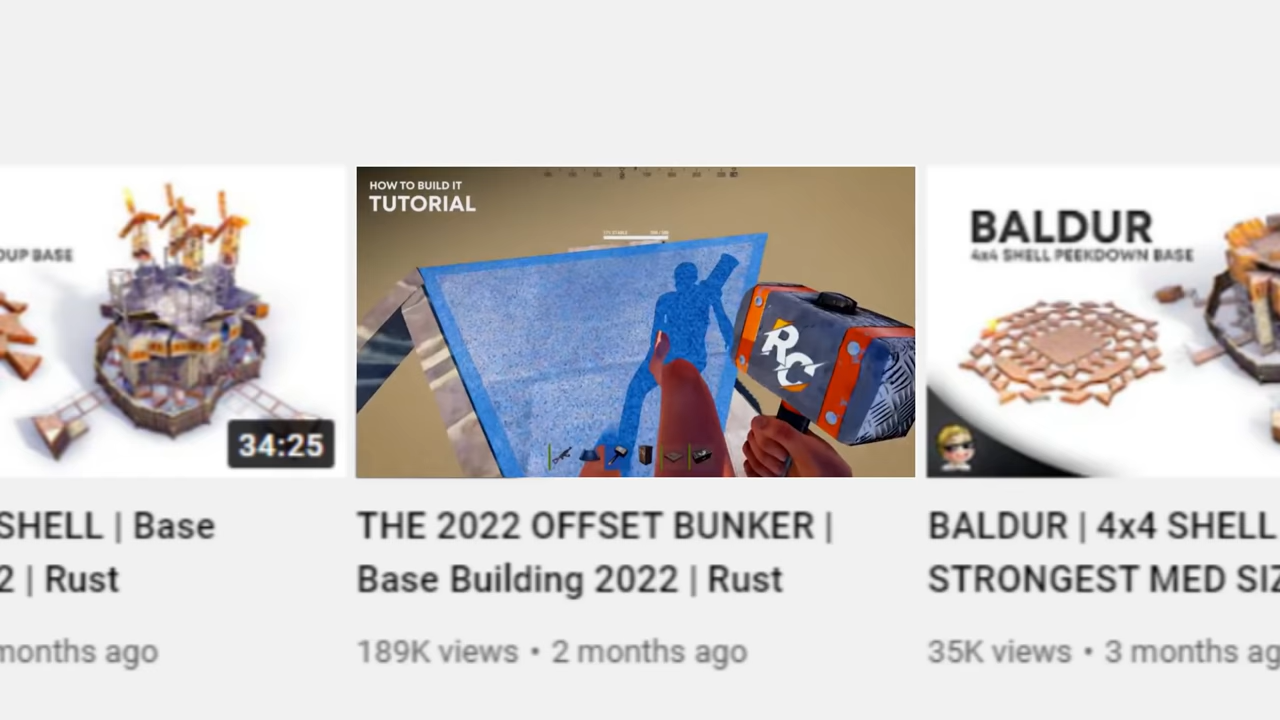 OUP BASE
34:25
SHELL | Base
2 | Rust
months ago
HOW TO BUILD IT
TUTORIAL
RC
THE 2022 OFFSET BUNKER |
Base Building 2022 | Rust
189K views • 2 months ago
BALDUR
4x4 SHELL PEEKDOWN BASE
BALDUR | 4x4 SHELL
STRONGEST MED SIZ
35K views • 3 months ag